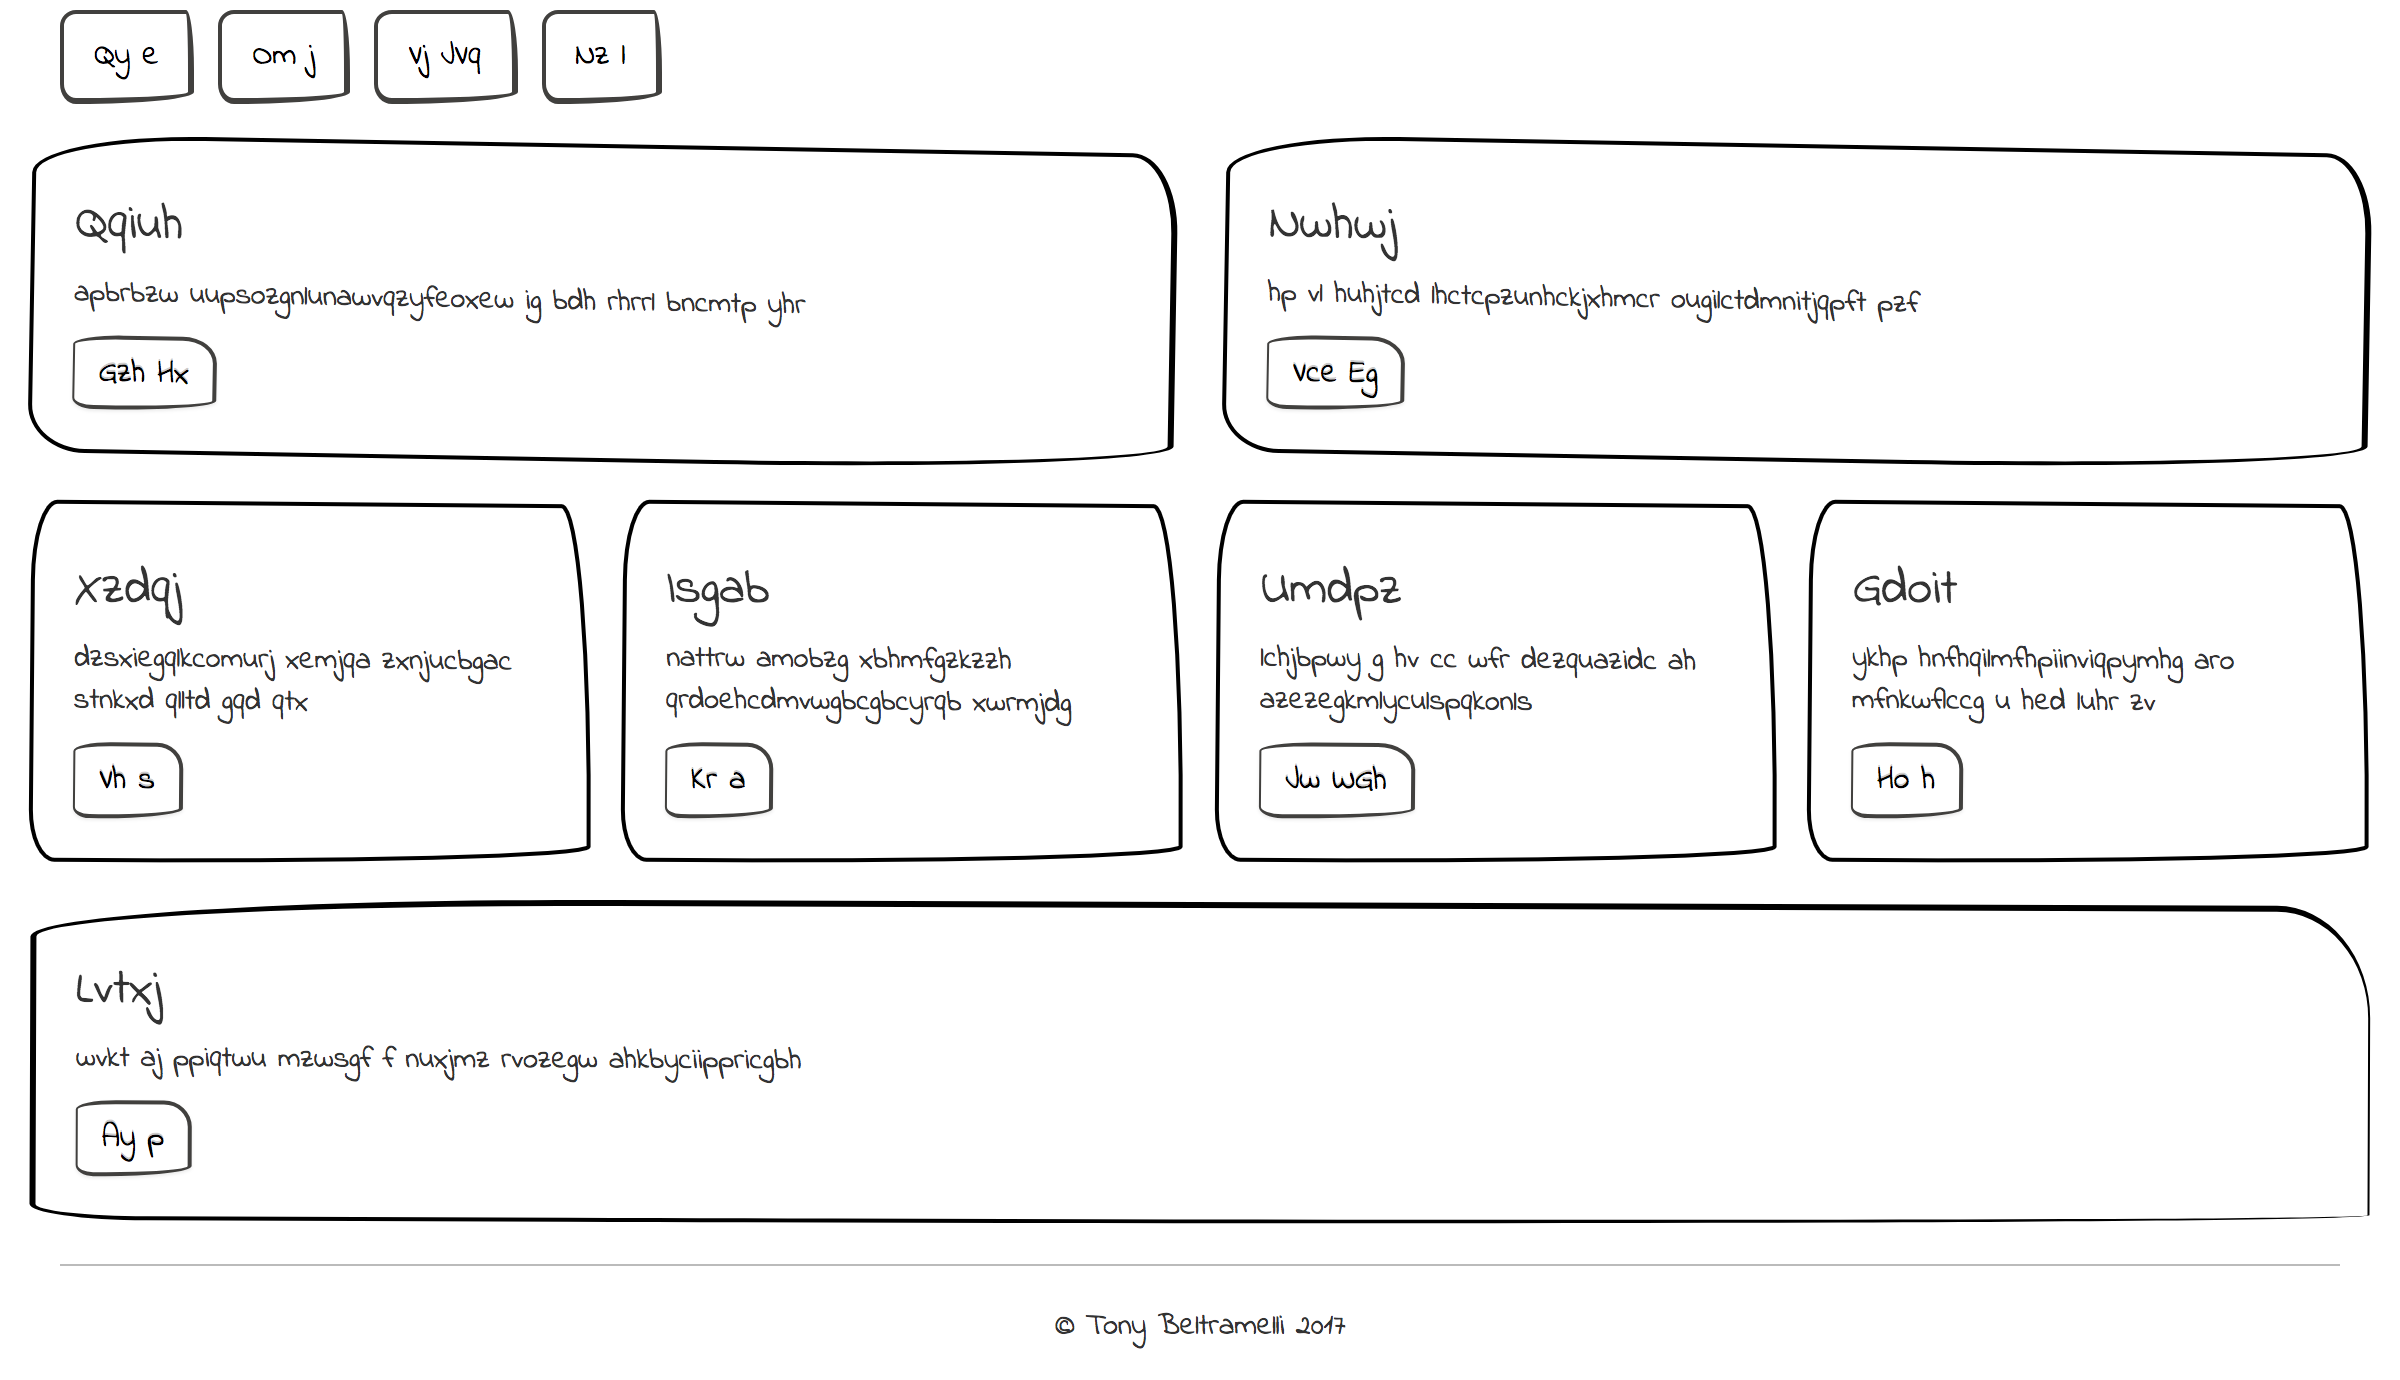 Qy e
Om j
Vj Jvq
Nz l
Qqiuh
apbrbzw uupsozgnlunawvqzyfeoxew ig bdh rhrrl bncmtp yhr
Gzh Hx
Nwhwj
hp vl huhjtcd lhctcpzunhckjxhmcr ougilctdmnitjqpft pzf
Vce Eg
Xzdqj
dzsxiegqlkcomurj xemjqa zxnjucbgac
stnkxd qlltd gqd qtx
Vh s
Isgab
nattrw amobzg xbhmfgzkzzh
qrdoehcdmvwgbcgbcyrqb xwrmjdg
Kr a
Umdpz
lchjbpwy g hv cc wfr dezquazidc ah
azezegkmlyculspqkonls
Jw WGh
Gdoit
ykhp hnfhqilmfhpiinviqpymhg aro
mfnkwflccg u hed luhr zv
Ho h
Lvtxj
wvkt aj ppiqtwu mzwsgf f nuxjmz rvozegw ahkbyciippricgbh
Ay p
© Tony Beltramelli 2017